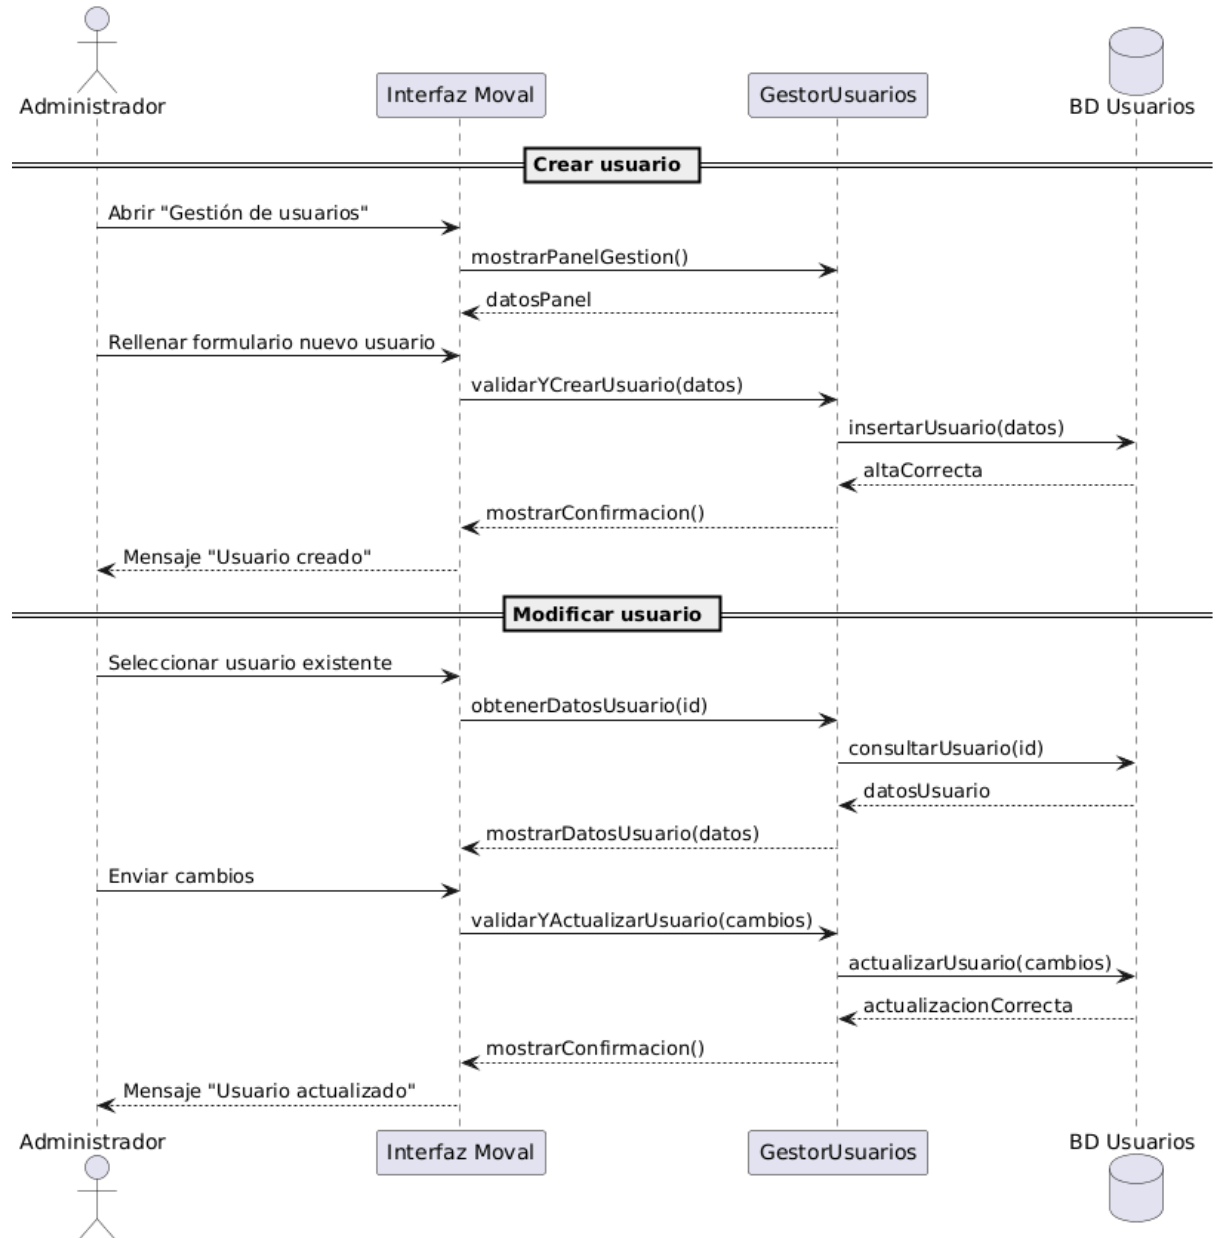 Administrador
Interfaz Moval
GestorUsuarios
BD Usuarios
Crear usuario
Abrir "Gestión de usuarios"
mostrarPanelGestion()
datosPanel
Rellenar formulario nuevo usuario
validarYCrearUsuario(datos)
insertarUsuario(datos)
altaCorrecta
mostrarConfirmacion()
Mensaje "Usuario creado"
Modificar usuario
Seleccionar usuario existente
obtenerDatosUsuario(id)
consultarUsuario(id)
datosUsuario
mostrarDatosUsuario(datos)
Enviar cambios
validarYActualizarUsuario(cambios)
actualizarUsuario(cambios)
actualizacionCorrecta
mostrarConfirmacion()
Mensaje "Usuario actualizado"
Administrador
Interfaz Moval
GestorUsuarios
BD Usuarios